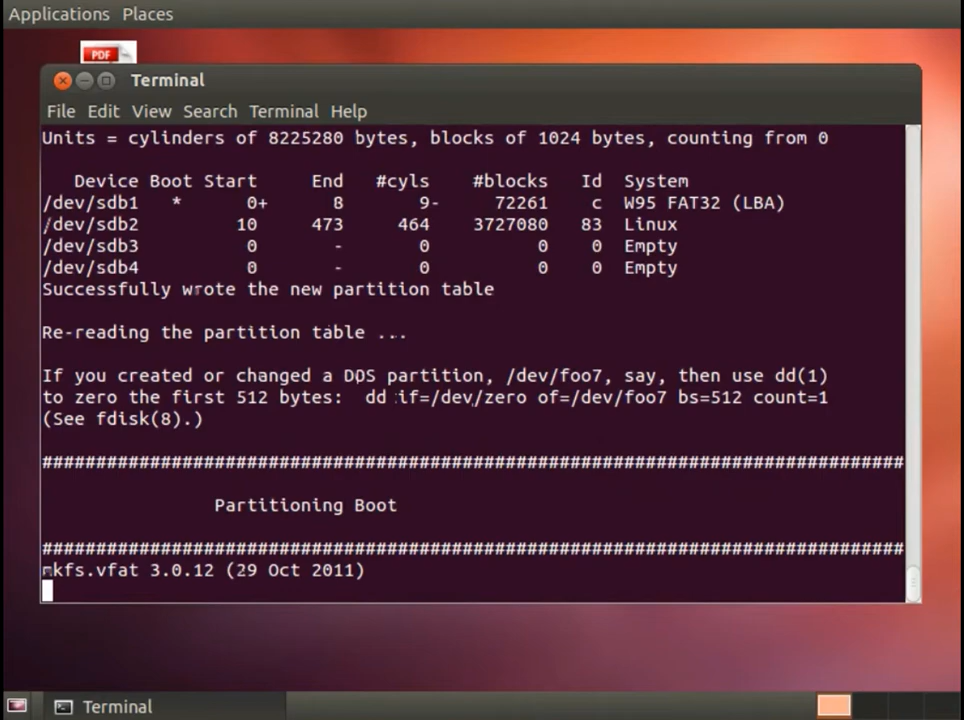 Applications Places
PDF
Terminal
File Edit View Search Terminal Help
Units = cylinders of 8225280 bytes, blocks of 1024 bytes, counting from 0
Device Boot Start End #cyls #blocks Id System
/dev/sdb1 * 0+ 8 9- 72261 c W95 FAT32 (LBA)
/dev/sdb2 10 473 464 3727080 83 Linux
/dev/sdb3 0 - 0 0 0 Empty
/dev/sdb4 0 - 0 0 0 Empty
Successfully wrote the new partition table
Re-reading the partition table ...
If you created or changed a DOS partition, /dev/foo7, say, then use dd(1)
to zero the first 512 bytes: dd if=/dev/zero of=/dev/foo7 bs=512 count=1
(See fdisk(8).)
################################################################################
Partitioning Boot
################################################################################
mkfs.vfat 3.0.12 (29 Oct 2011)
Terminal